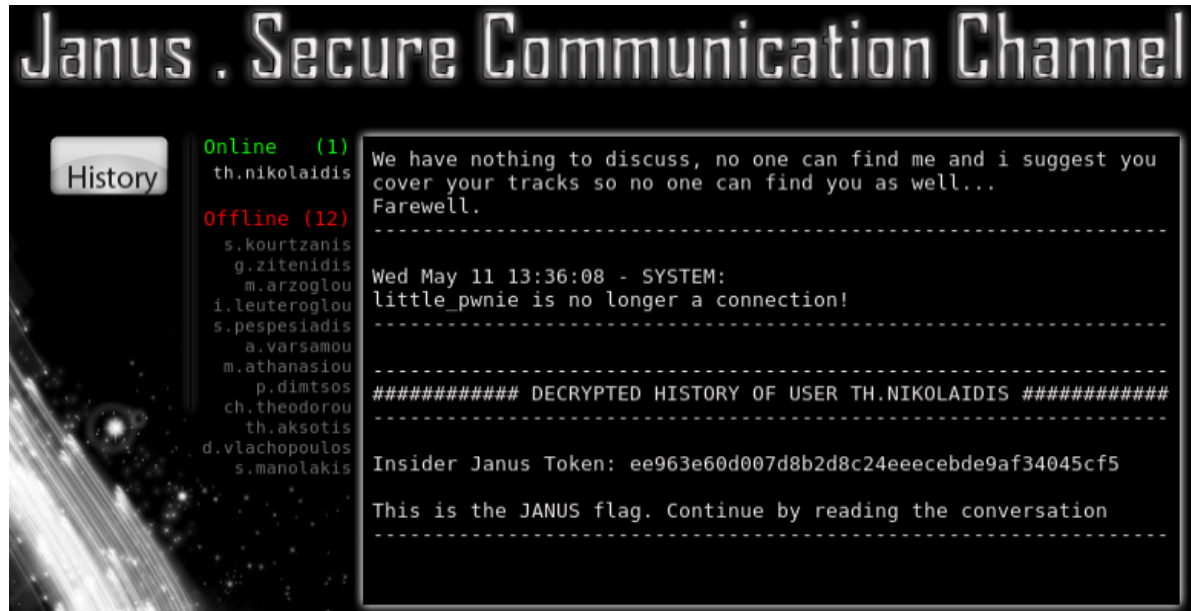 Janus . Secure Communication Channel
History
Online (1)
th.nikolaidis
Offline (12)
s.kourtzanis
g.zitenidis
m.arzoglou
i.leuteroglou
s.pespesiadis
a.varsamou
m.athanasiou
p.dimtsos
ch.theodorou
th.aksotis
d.vlachopoulos
s.manolakis
We have nothing to discuss, no one can find me and i suggest you
cover your tracks so no one can find you as well...
Farewell.
-----------------------------------------------------------------
Wed May 11 13:36:08 - SYSTEM:
little_pwnie is no longer a connection!
-----------------------------------------------------------------
-----------------------------------------------------------------
############ DECRYPTED HISTORY OF USER TH.NIKOLAIDIS ############
-----------------------------------------------------------------
Insider Janus Token: ee963e60d007d8b2d8c24eeecebde9af34045cf5
This is the JANUS flag. Continue by reading the conversation
-----------------------------------------------------------------